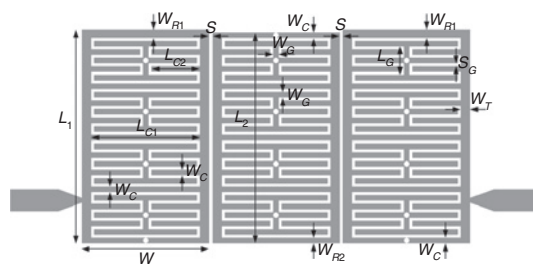 W_R1 S W_C S W_R1
W_G
L_C2 L_G S_G
W_G W_T
L_1 L_C1 L_2
W_C
W_C
W W_R2 W_C